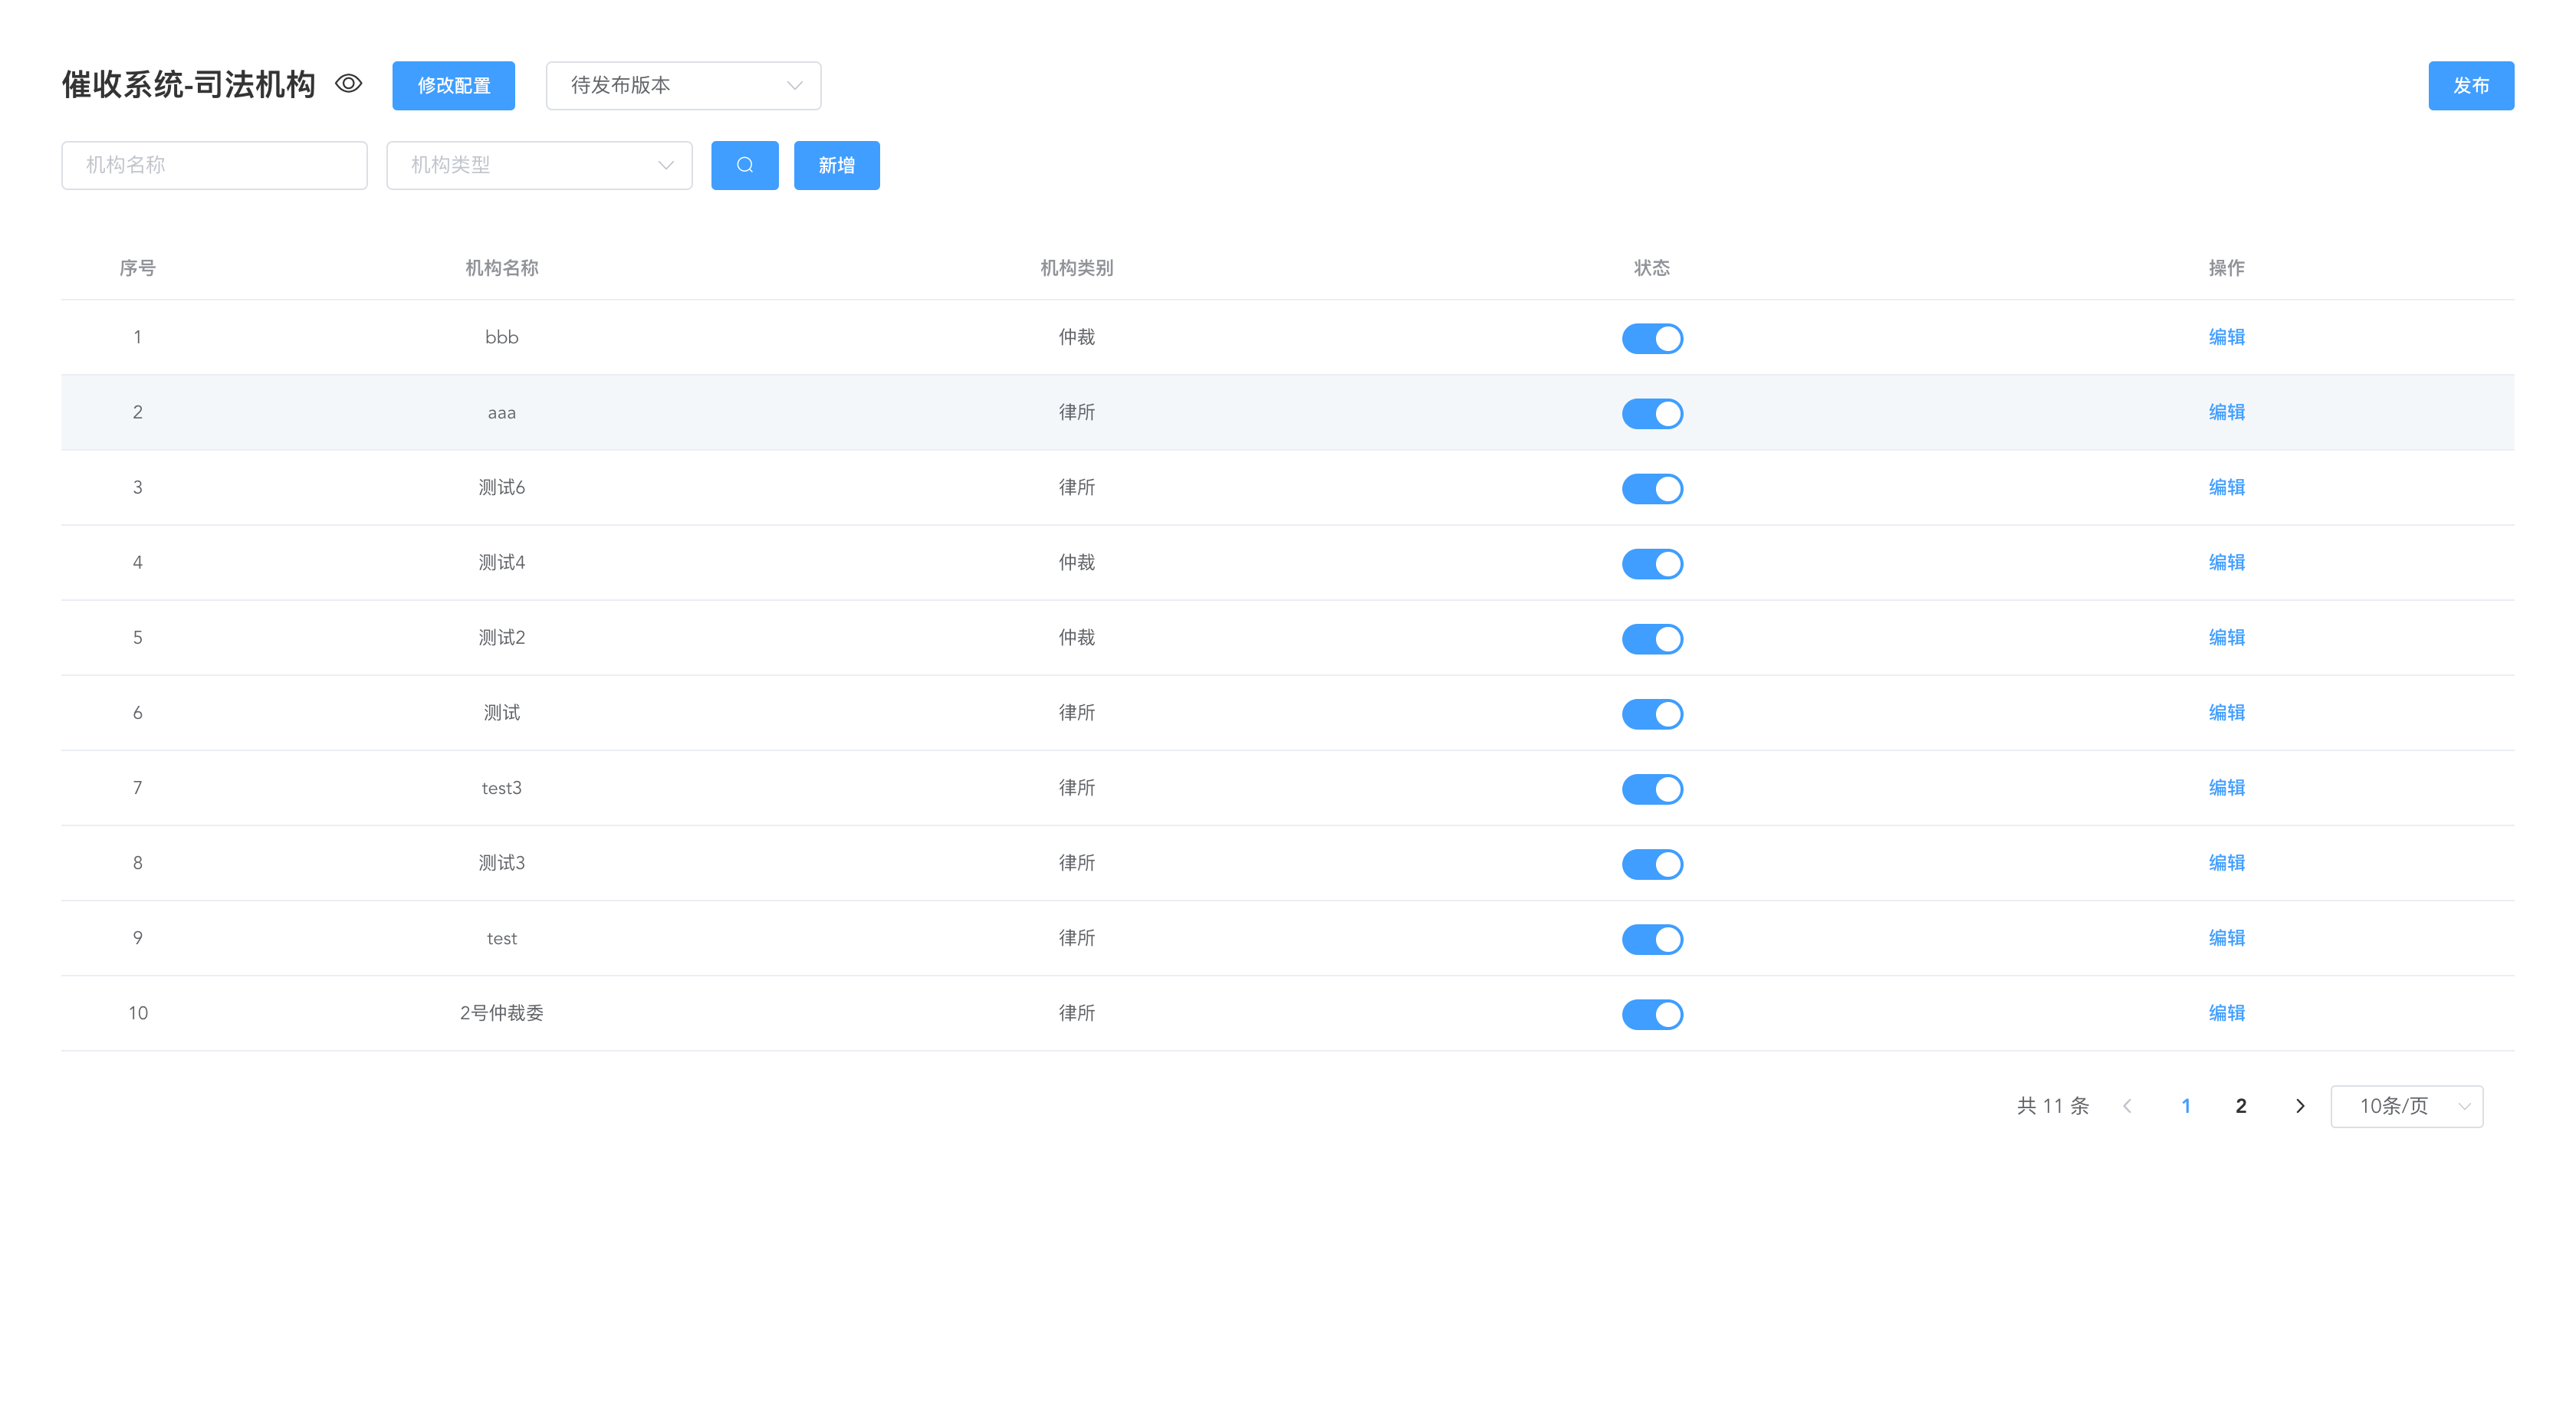 催收系统-司法机构 修改配置 待发布版本 发布
机构名称 机构类型 新增
序号 机构名称 机构类别 状态 操作
1 bbb 仲裁 编辑
2 aaa 律所 编辑
3 测试6 律所 编辑
4 测试4 仲裁 编辑
5 测试2 仲裁 编辑
6 测试 律所 编辑
7 test3 律所 编辑
8 测试3 律所 编辑
9 test 律所 编辑
10 2号仲裁委 律所 编辑
共 11 条 1 2 10条/页